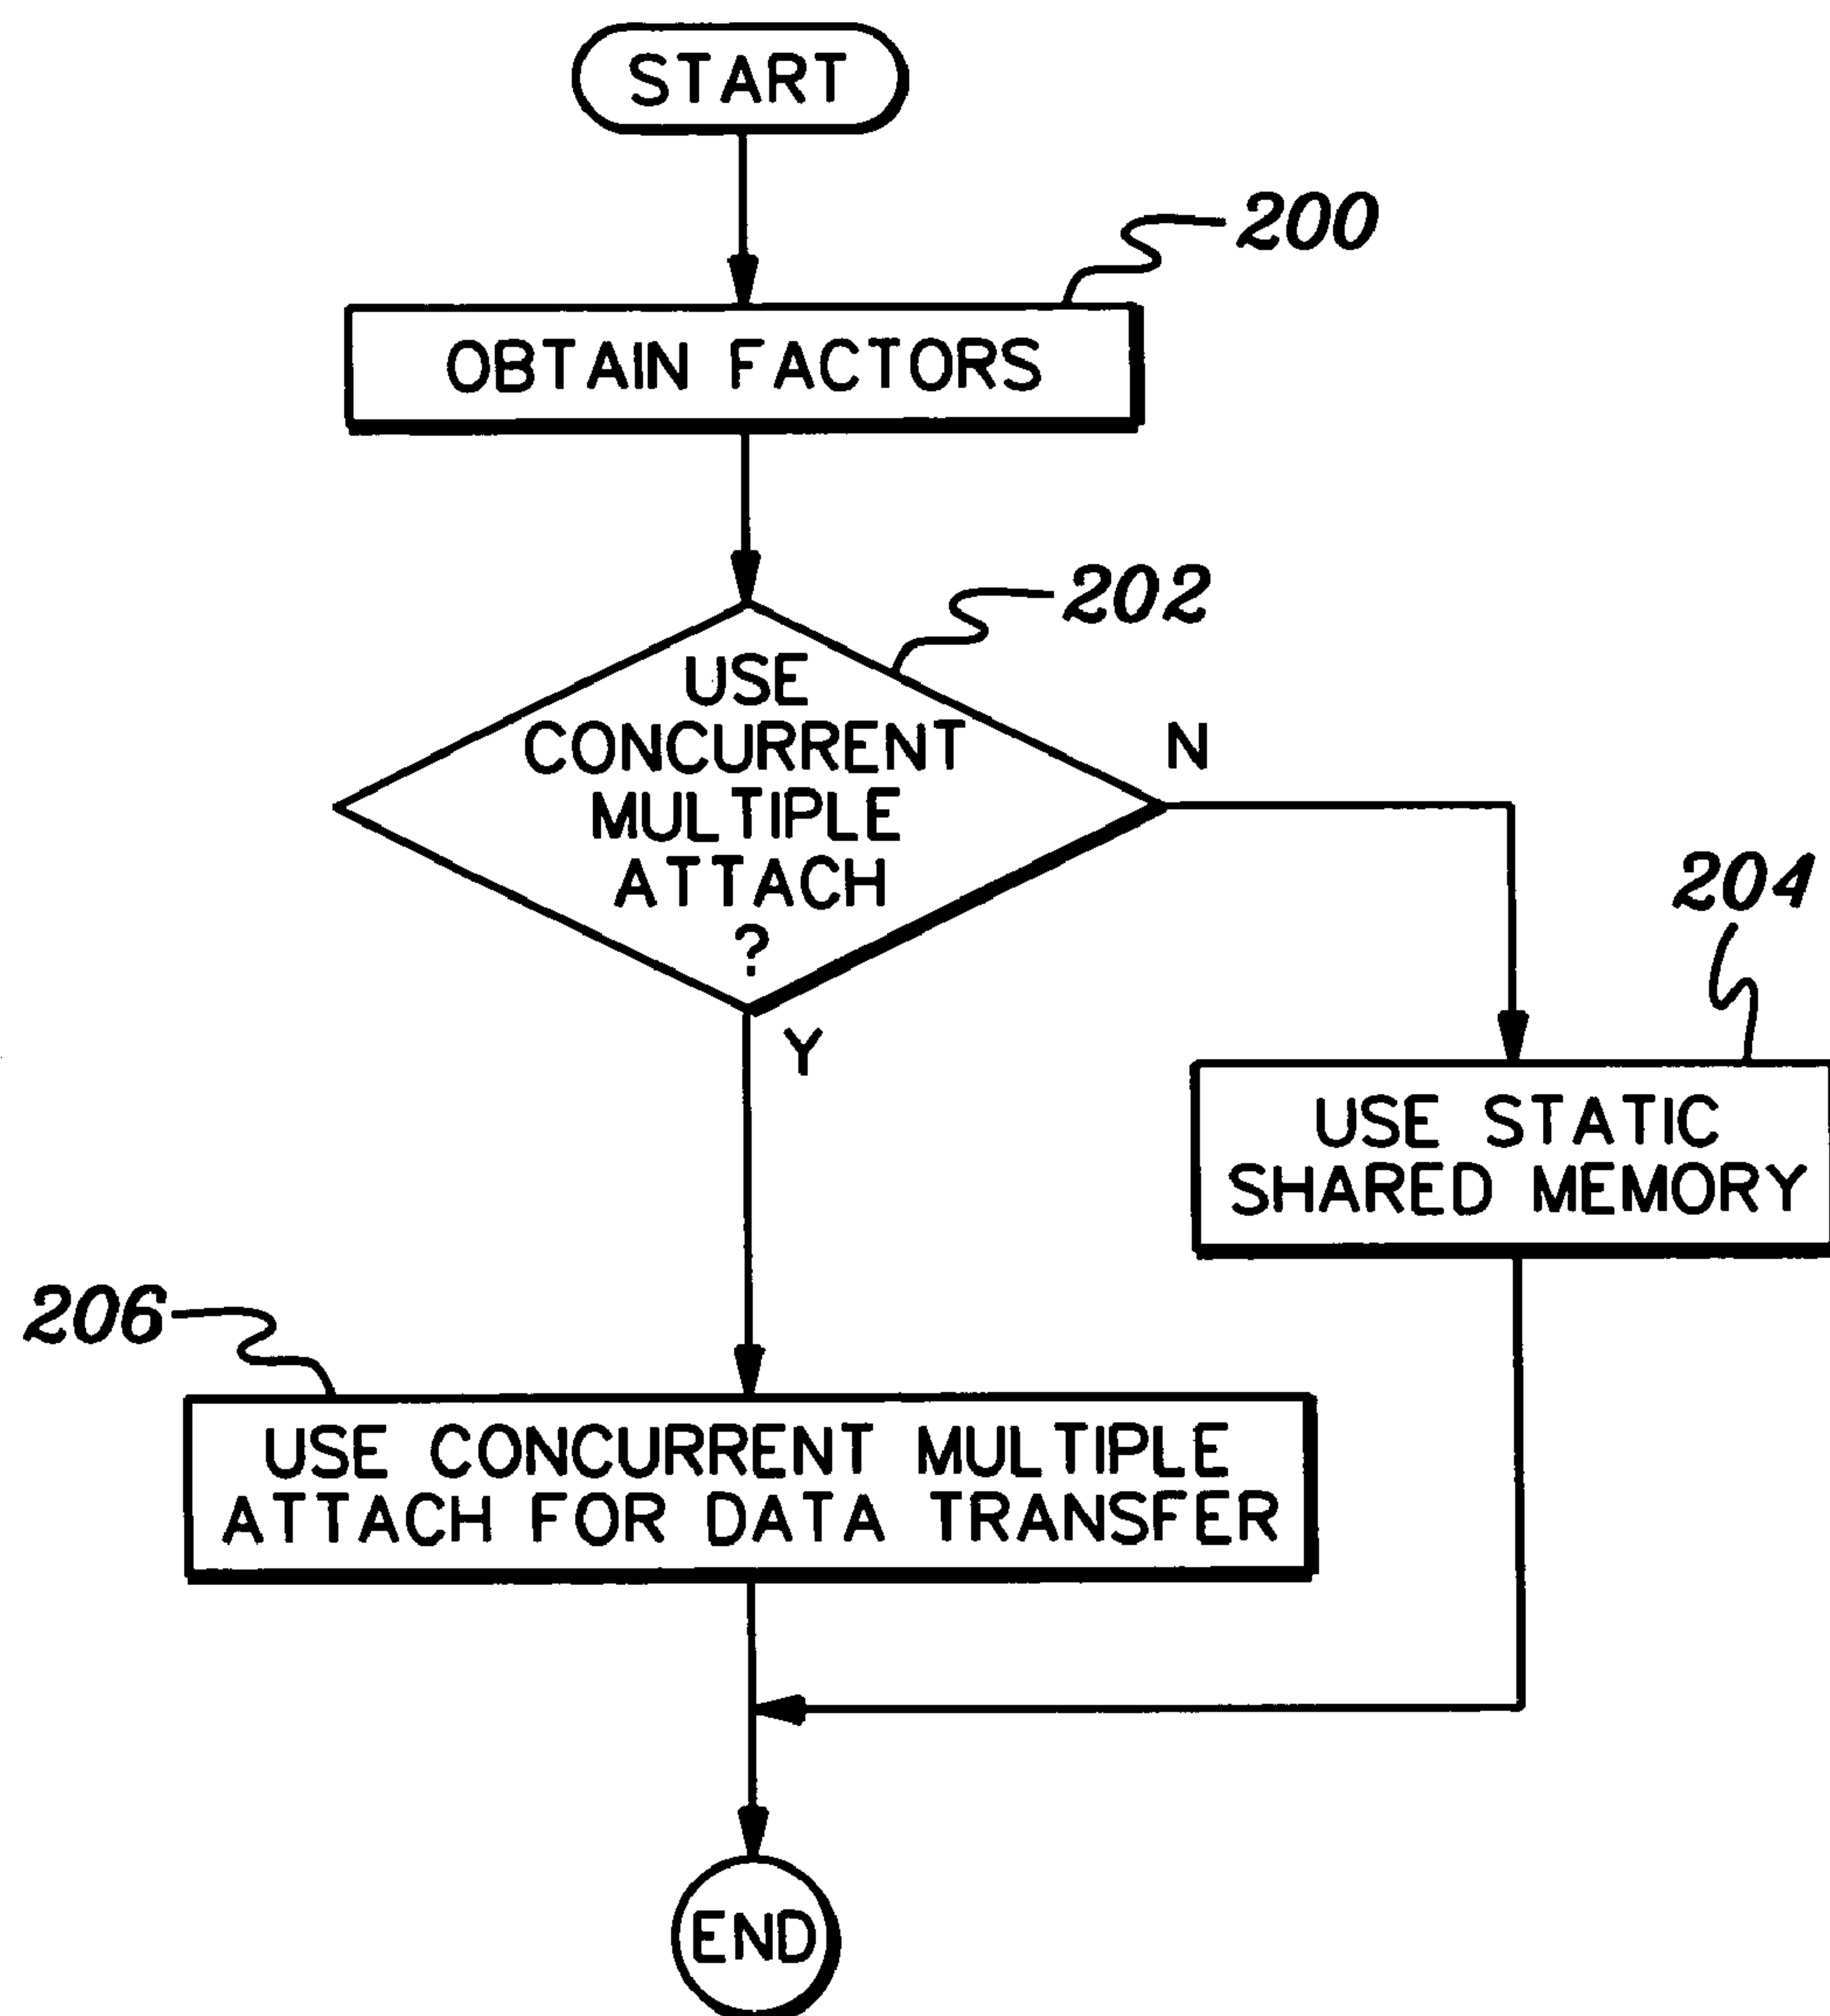 START
200
OBTAIN FACTORS
202
USE
CONCURRENT
MULTIPLE
ATTACH
?
N
Y
204
USE STATIC
SHARED MEMORY
206
USE CONCURRENT MULTIPLE
ATTACH FOR DATA TRANSFER
END